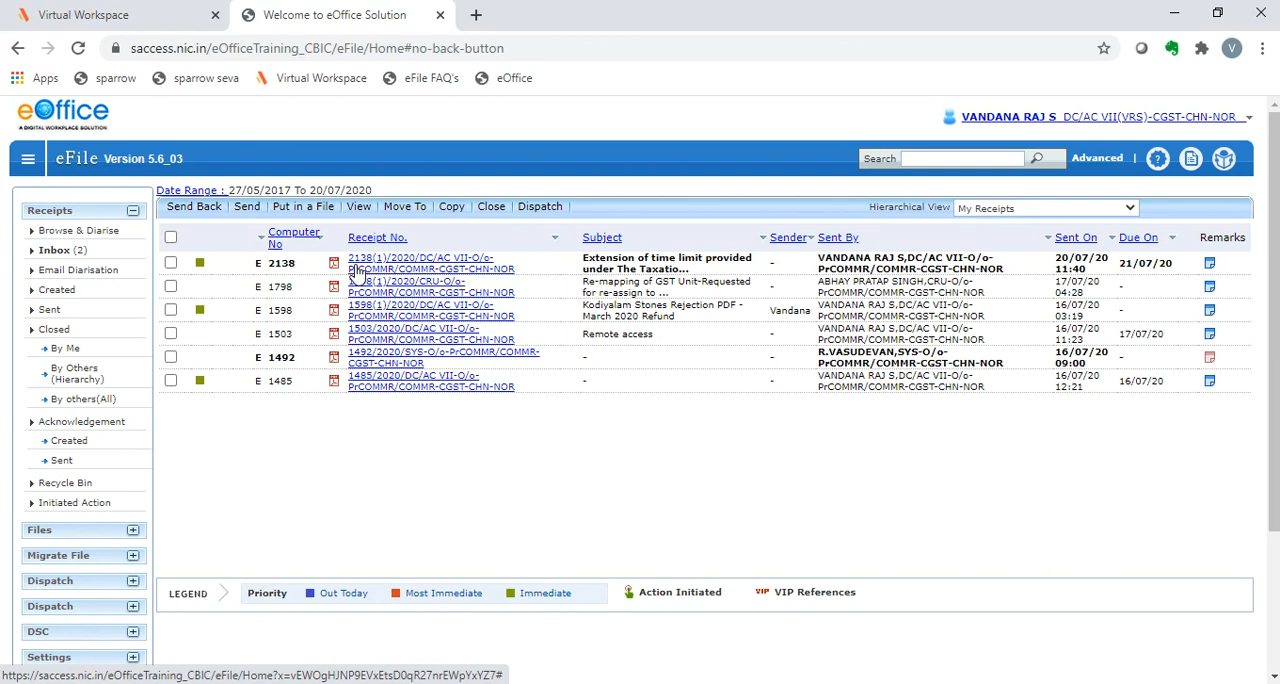 Virtual Workspace
Welcome to eOffice Solution
saccess.nic.in/eOfficeTraining_CBIC/eFile/Home#no-back-button
V
Apps sparrow sparrow seva Virtual Workspace eFile FAQ's eOffice
eOffice
A DIGITAL WORKPLACE SOLUTION
VANDANA RAJ S DC/AC VII(VRS)-CGST-CHN-NOR
eFile Version 5.6_03
Search
Advanced
Date Range : 27/05/2017 To 20/07/2020
Send Back Send Put in a File View Move To Copy Close Dispatch
Hierarchical View My Receipts
Receipts
Browse & Diarise
Inbox (2)
Email Diarisation
Created
Sent
Closed
By Me
By Others
(Hierarchy)
By others(All)
Acknowledgement
Created
Sent
Recycle Bin
Initiated Action
Files
Migrate File
Dispatch
Dispatch
DSC
Settings
Computer
No
Receipt No.
Subject
Sender
Sent By
Sent On
Due On
Remarks
E 2138
2138(1)/2020/DC/AC VII-O/o-
PrCOMMR/COMMR-CGST-CHN-NOR
Extension of time limit provided
under The Taxatio...
-
VANDANA RAJ S,DC/AC VII-O/o-
PrCOMMR/COMMR-CGST-CHN-NOR
20/07/20
11:40
21/07/20
E 1798
(1)/2020/CRU-O/o-
PrCOMMR/COMMR-CGST-CHN-NOR
Re-mapping of GST Unit-Requested
for re-assign to ...
-
ABHAY PRATAP SINGH,CRU-O/o-
PrCOMMR/COMMR-CGST-CHN-NOR
17/07/20
04:28
-
E 1598
1598(1)/2020/DC/AC VII-O/o-
PrCOMMR/COMMR-CGST-CHN-NOR
Kodiyalam Stones Rejection PDF -
March 2020 Refund
Vandana
VANDANA RAJ S,DC/AC VII-O/o-
PrCOMMR/COMMR-CGST-CHN-NOR
16/07/20
03:19
-
E 1503
1503/2020/DC/AC VII-O/o-
PrCOMMR/COMMR-CGST-CHN-NOR
Remote access
-
VANDANA RAJ S,DC/AC VII-O/o-
PrCOMMR/COMMR-CGST-CHN-NOR
16/07/20
11:23
17/07/20
E 1492
1492/2020/SYS-O/o-PrCOMMR/COMMR-
CGST-CHN-NOR
-
-
R.VASUDEVAN,SYS-O/o-
PrCOMMR/COMMR-CGST-CHN-NOR
16/07/20
09:00
-
E 1485
1485/2020/DC/AC VII-O/o-
PrCOMMR/COMMR-CGST-CHN-NOR
-
-
VANDANA RAJ S,DC/AC VII-O/o-
PrCOMMR/COMMR-CGST-CHN-NOR
16/07/20
12:21
16/07/20
LEGEND Priority Out Today Most Immediate Immediate Action Initiated VIP VIP References